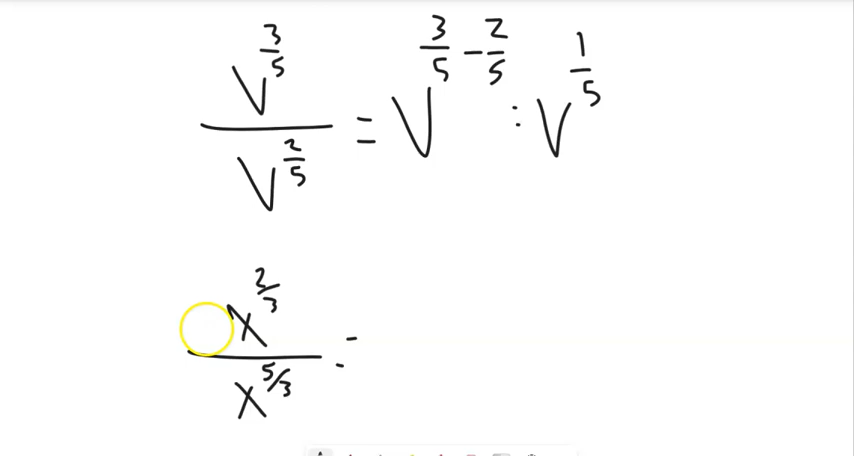 v^(3/5) / v^(2/5) = v^(3/5 - 2/5) = v^(1/5)
x^(2/3) / x^(5/3) =